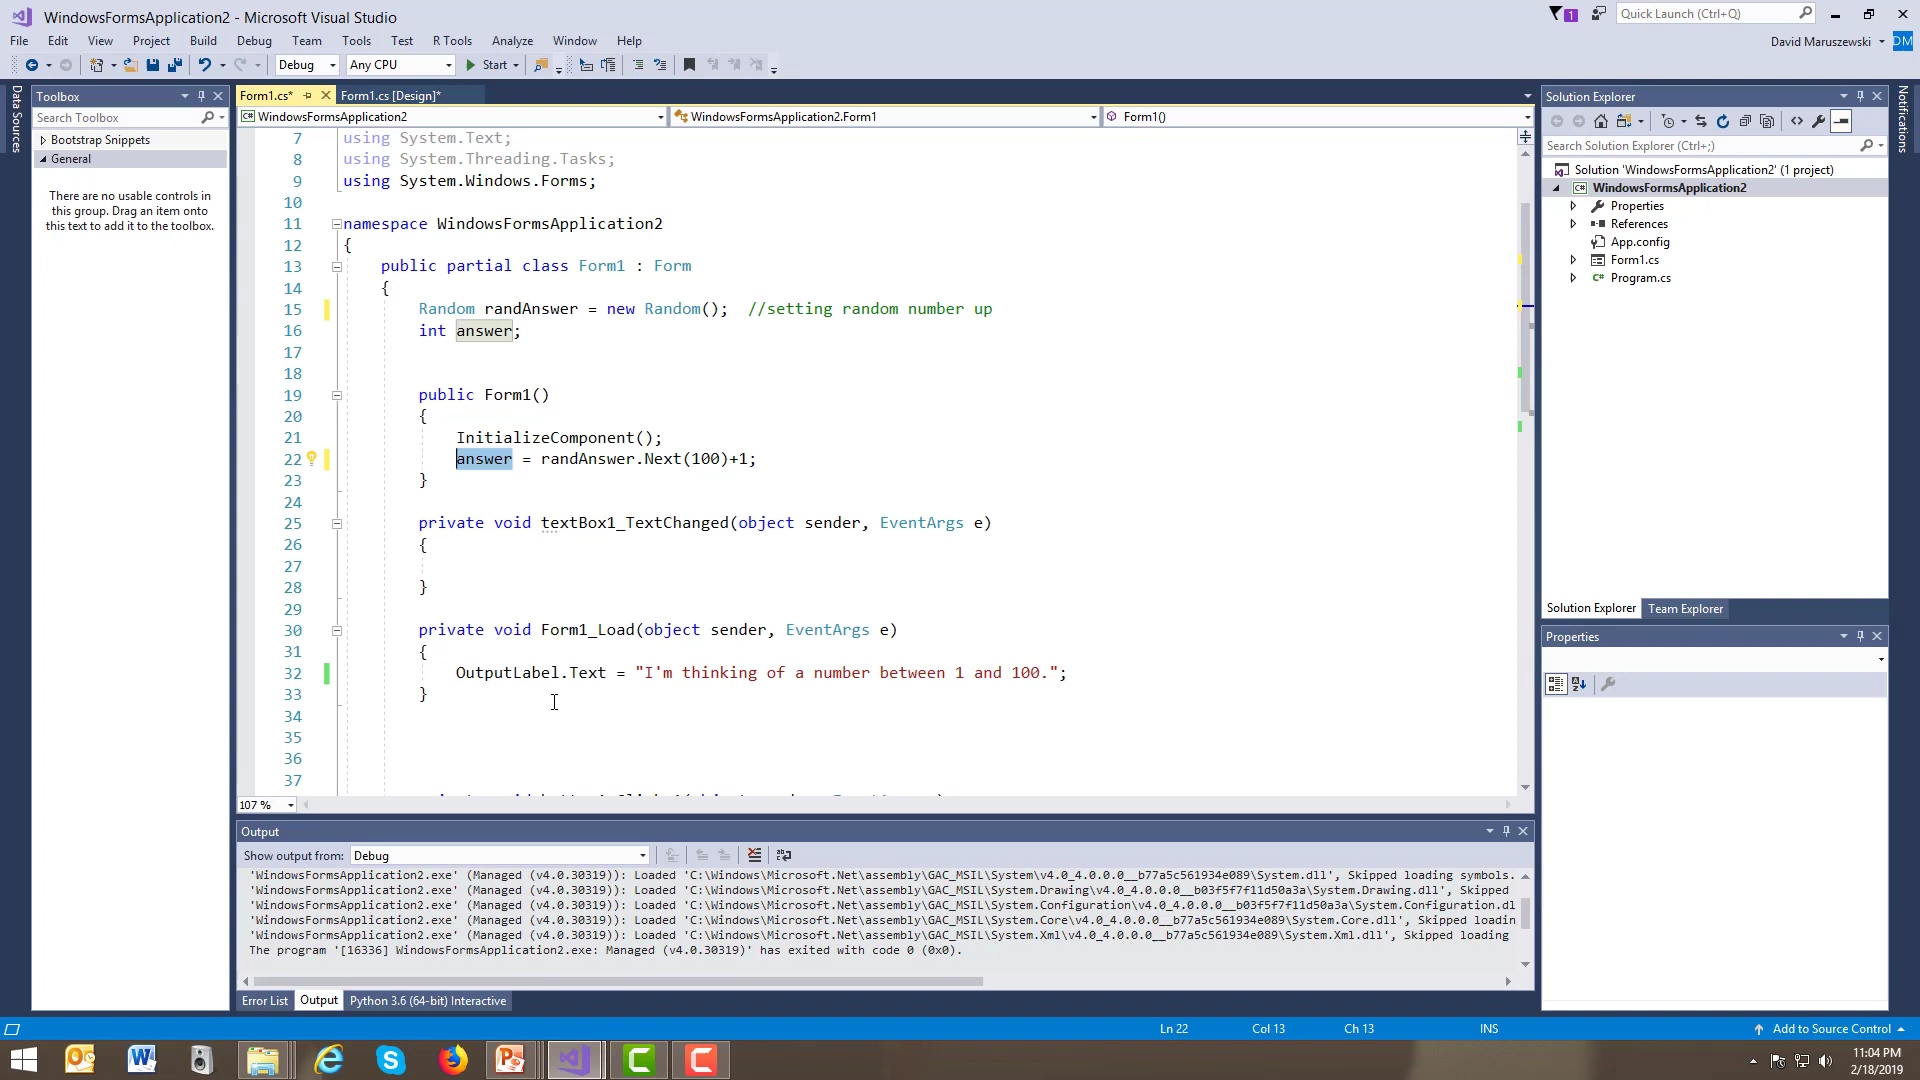 WindowsFormsApplication2 - Microsoft Visual Studio
1
Quick Launch (Ctrl+Q)
File Edit View Project Build Debug Team Tools Test R Tools Analyze Window Help
David Maruszewski DM
Debug Any CPU Start
Data Sources
Toolbox
Search Toolbox
Bootstrap Snippets
General
There are no usable controls in
this group. Drag an item onto
this text to add it to the toolbox.
Form1.cs* Form1.cs [Design]*
WindowsFormsApplication2 WindowsFormsApplication2.Form1 Form1()
7 using System.Text;
8 using System.Threading.Tasks;
9 using System.Windows.Forms;
10
11 namespace WindowsFormsApplication2
12 {
13 public partial class Form1 : Form
14 {
15 Random randAnswer = new Random(); //setting random number up
16 int answer;
17
18
19 public Form1()
20 {
21 InitializeComponent();
22 answer = randAnswer.Next(100)+1;
23 }
24
25 private void textBox1_TextChanged(object sender, EventArgs e)
26 {
27
28 }
29
30 private void Form1_Load(object sender, EventArgs e)
31 {
32 OutputLabel.Text = "I'm thinking of a number between 1 and 100.";
33 }
34
35
36
37
107 %
Output
Show output from: Debug
'WindowsFormsApplication2.exe' (Managed (v4.0.30319)): Loaded 'C:\Windows\Microsoft.Net\assembly\GAC_MSIL\System\v4.0_4.0.0.0__b77a5c561934e089\System.dll', Skipped loading symbols.
'WindowsFormsApplication2.exe' (Managed (v4.0.30319)): Loaded 'C:\Windows\Microsoft.Net\assembly\GAC_MSIL\System.Drawing\v4.0_4.0.0.0__b03f5f7f11d50a3a\System.Drawing.dll', Skipped
'WindowsFormsApplication2.exe' (Managed (v4.0.30319)): Loaded 'C:\Windows\Microsoft.Net\assembly\GAC_MSIL\System.Configuration\v4.0_4.0.0.0__b03f5f7f11d50a3a\System.Configuration.dl
'WindowsFormsApplication2.exe' (Managed (v4.0.30319)): Loaded 'C:\Windows\Microsoft.Net\assembly\GAC_MSIL\System.Core\v4.0_4.0.0.0__b77a5c561934e089\System.Core.dll', Skipped loadin
'WindowsFormsApplication2.exe' (Managed (v4.0.30319)): Loaded 'C:\Windows\Microsoft.Net\assembly\GAC_MSIL\System.Xml\v4.0_4.0.0.0__b77a5c561934e089\System.Xml.dll', Skipped loading
The program '[16336] WindowsFormsApplication2.exe: Managed (v4.0.30319)' has exited with code 0 (0x0).
Error List Output Python 3.6 (64-bit) Interactive
Solution Explorer
Search Solution Explorer (Ctrl+;)
Solution 'WindowsFormsApplication2' (1 project)
WindowsFormsApplication2
Properties
References
App.config
Form1.cs
Program.cs
Solution Explorer Team Explorer
Properties
Notifications
Ln 22 Col 13 Ch 13 INS Add to Source Control
11:04 PM
2/18/2019